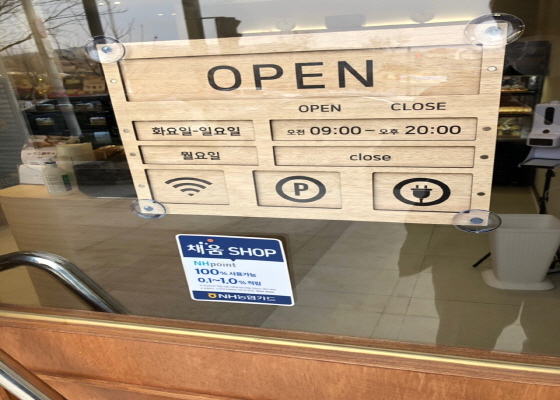 OPEN
OPEN CLOSE
화요일-일요일 오전 09:00 - 오후 20:00
월요일 close
P
채움 SHOP
NHpoint
100% 사용가능
0.1~1.0% 적립
NH농협카드